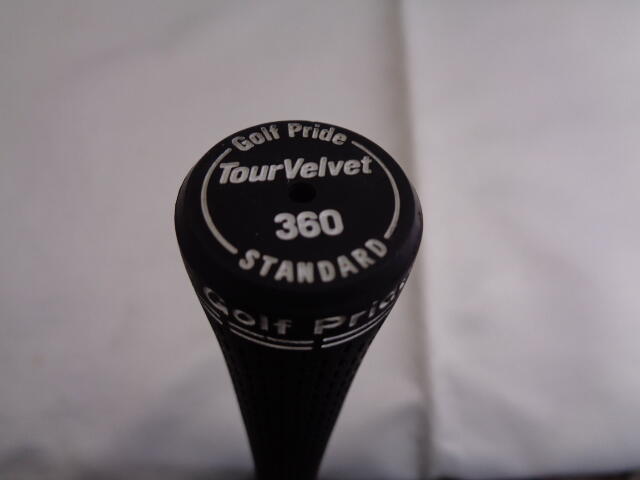 Golf Pride
TourVelvet
360
STANDARD
Golf Pride